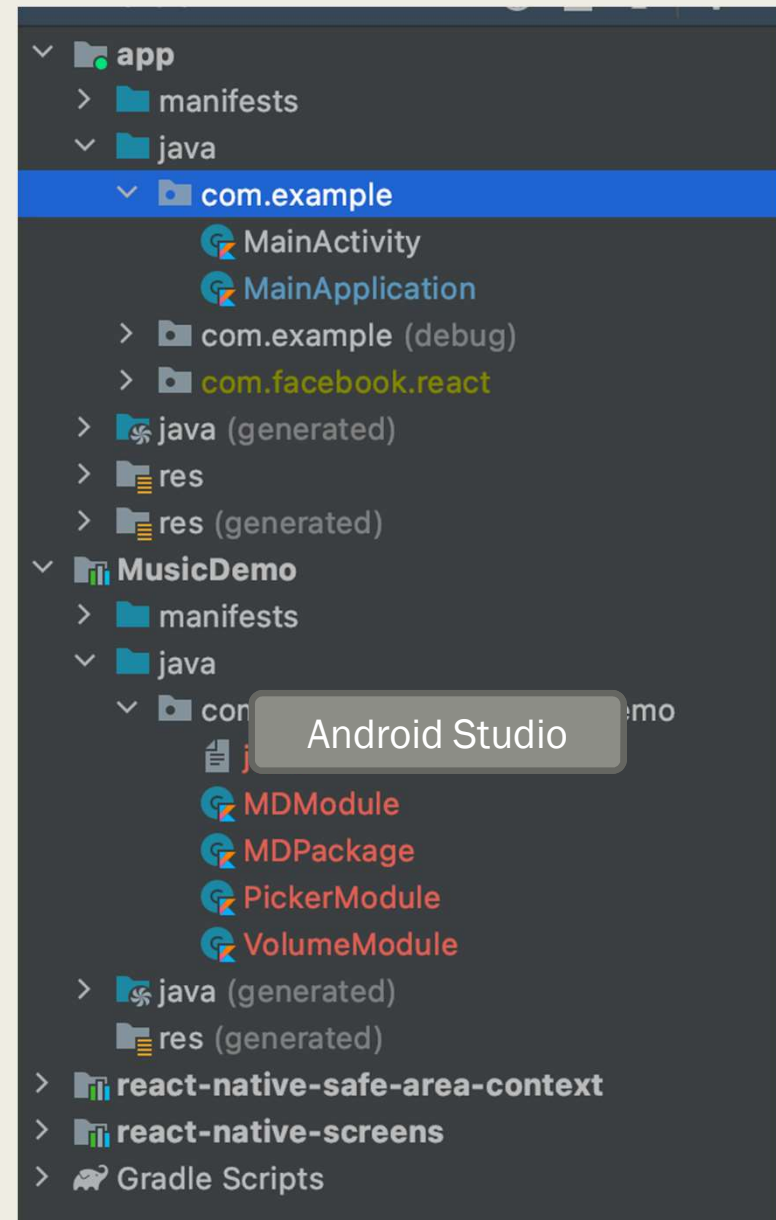 app
manifests
java
com.example
MainActivity
MainApplication
com.example (debug)
com.facebook.react
java (generated)
res
res (generated)
MusicDemo
manifests
java
Android Studio
MDModule
MDPackage
PickerModule
VolumeModule
java (generated)
res (generated)
react-native-safe-area-context
react-native-screens
Gradle Scripts